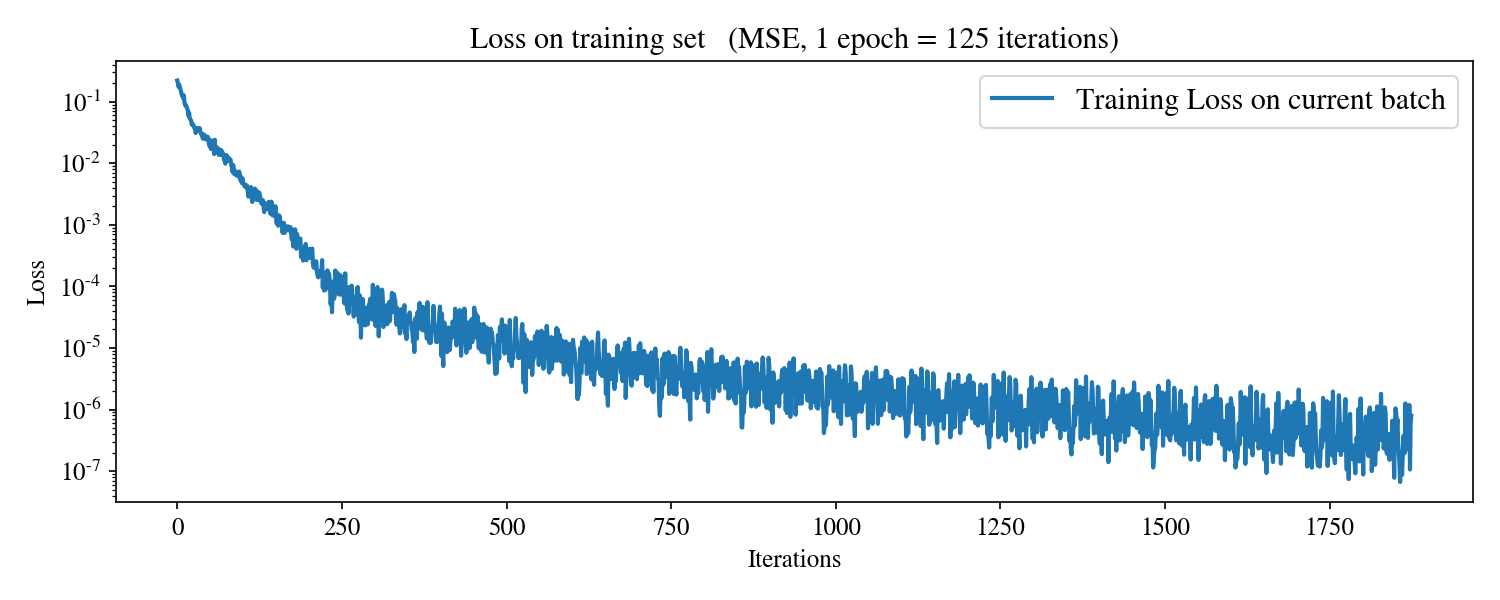 Loss on training set (MSE, 1 epoch = 125 iterations)
Training Loss on current batch
Loss
10-1
10-2
10-3
10-4
10-5
10-6
10-7
0 250 500 750 1000 1250 1500 1750
Iterations